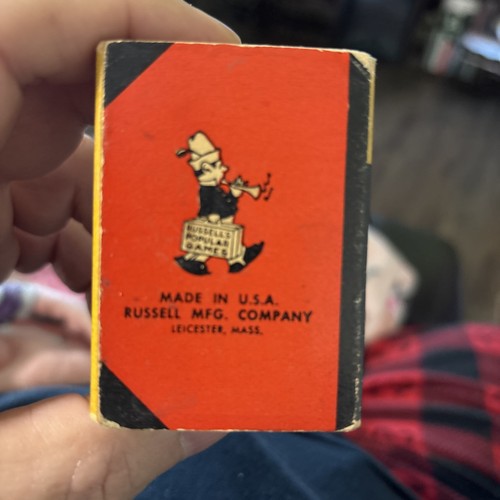 RUSSELL'S
POPULAR
GAMES
MADE IN U.S.A.
RUSSELL MFG. COMPANY
LEICESTER, MASS.